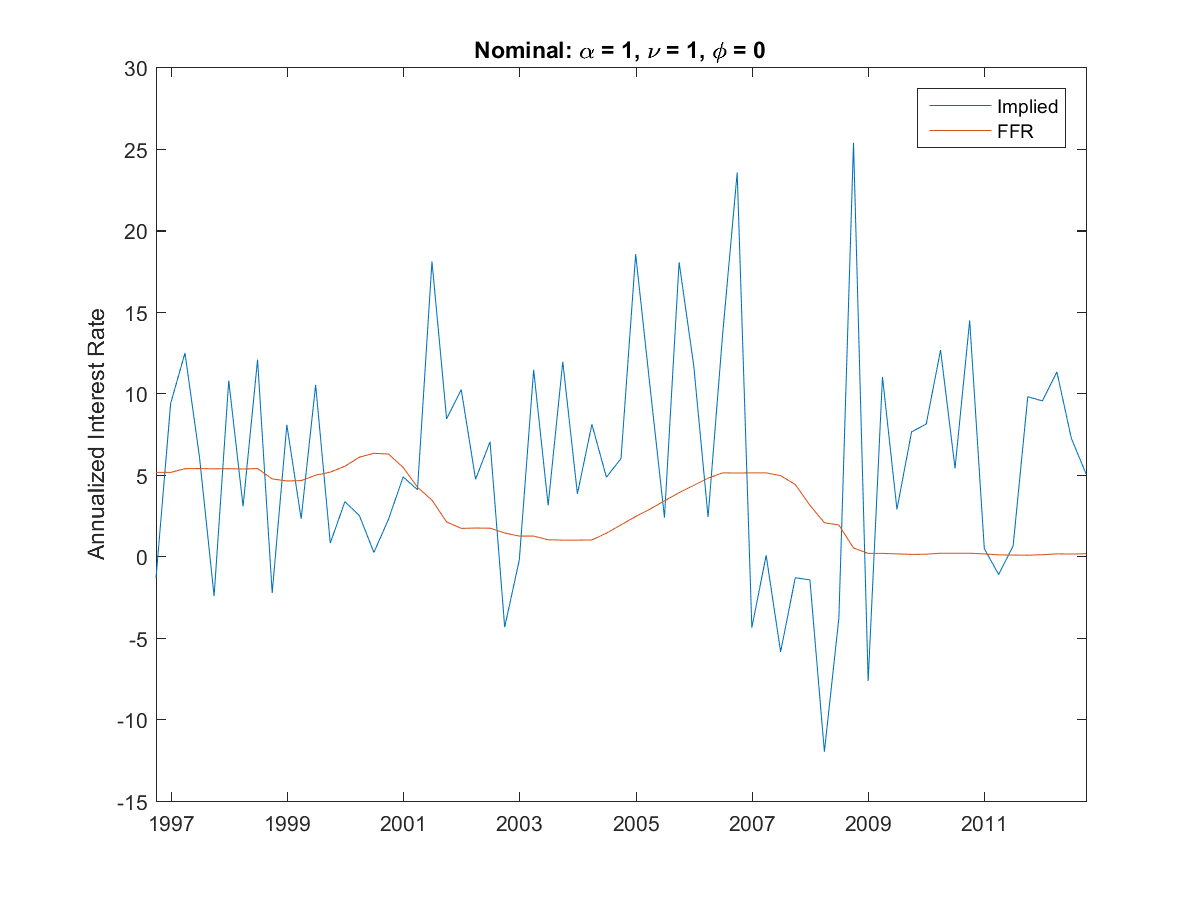 Nominal: α = 1, ν = 1, ϕ = 0
30
25
20
15
10
5
0
-5
-10
-15
Annualized Interest Rate
Implied
FFR
1997 1999 2001 2003 2005 2007 2009 2011